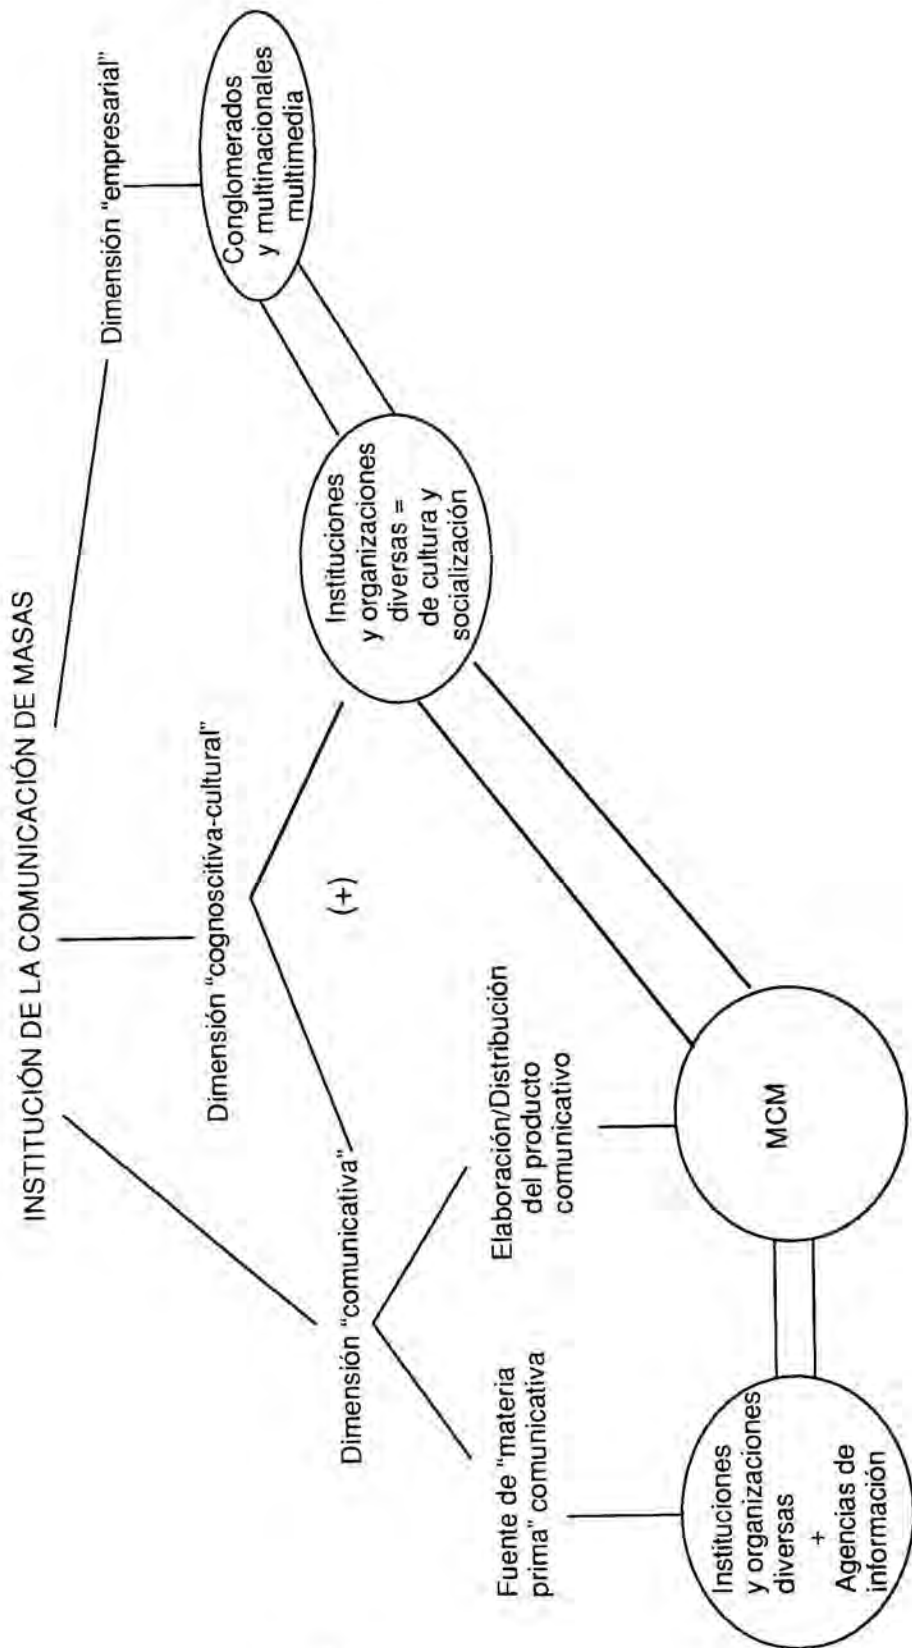 INSTITUCIÓN DE LA COMUNICACIÓN DE MASAS
Dimensión "empresarial"
Conglomerados
y multinacionales
multimedia
Dimensión "cognoscitiva-cultural"
Instituciones
y organizaciones
diversas =
de cultura y
socialización
(+)
Dimensión "comunicativa"
Elaboración/Distribución
del producto
comunicativo
MCM
Fuente de "materia
prima" comunicativa
Instituciones
y organizaciones
diversas
+
Agencias de
información